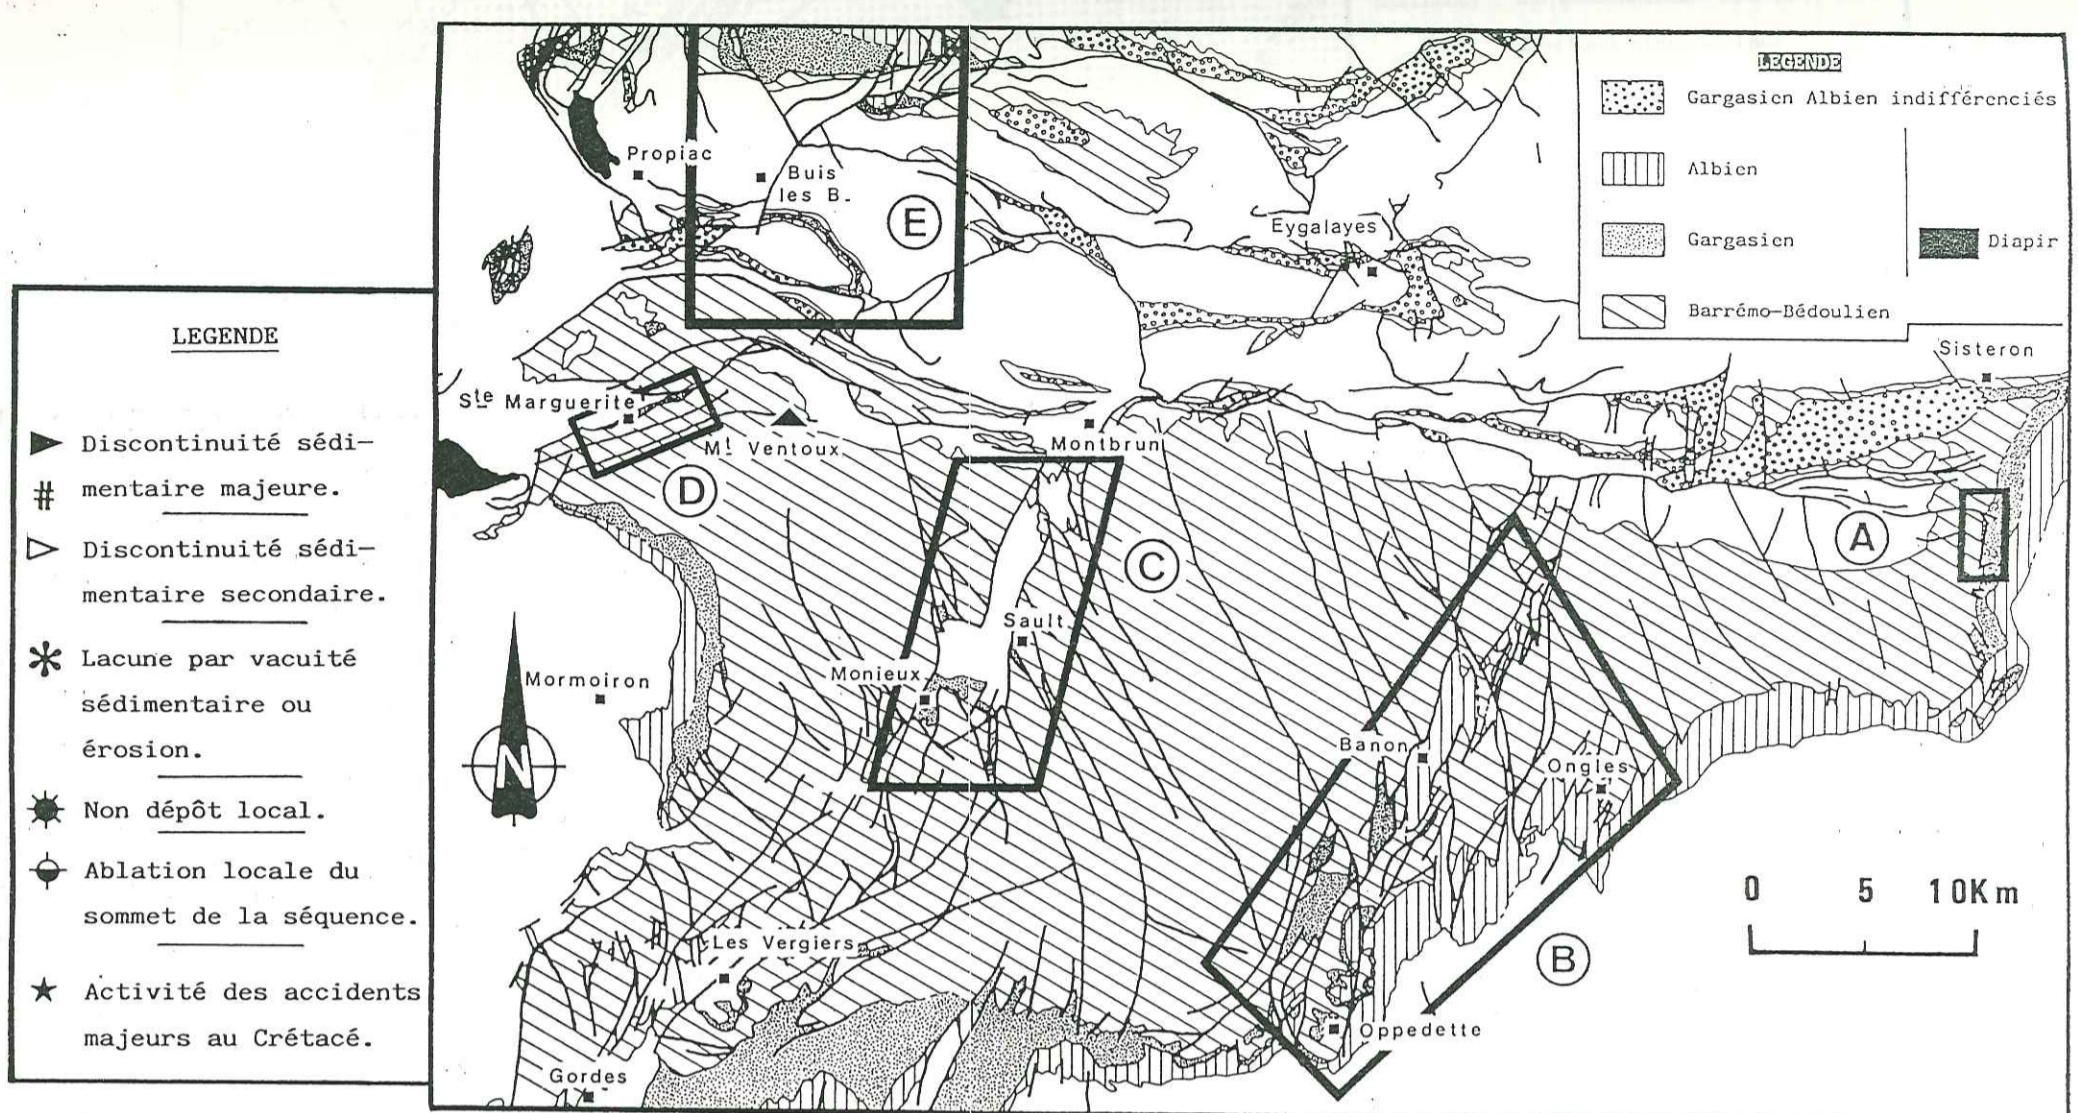 LEGENDE
Discontinuité sédi-
mentaire majeure.
Discontinuité sédi-
mentaire secondaire.
Lacune par vacuité
sédimentaire ou
érosion.
Non dépôt local.
Ablation locale du
sommet de la séquence.
Activité des accidents
majeurs au Crétacé.
LEGENDE
Gargasien Albien indifférenciés
Albien
Gargasien
Diapir
Barrémo-Bédoulien
Propiac
Buis
les B.
E
Eygalayes
Sisteron
Ste Marguerite
Mt Ventoux
Montbrun
D
A
C
Sault
Monieux
Mormoiron
N
Banon
Ongles
0 5 10Km
Les Vergiers
B
Oppedette
Gordes